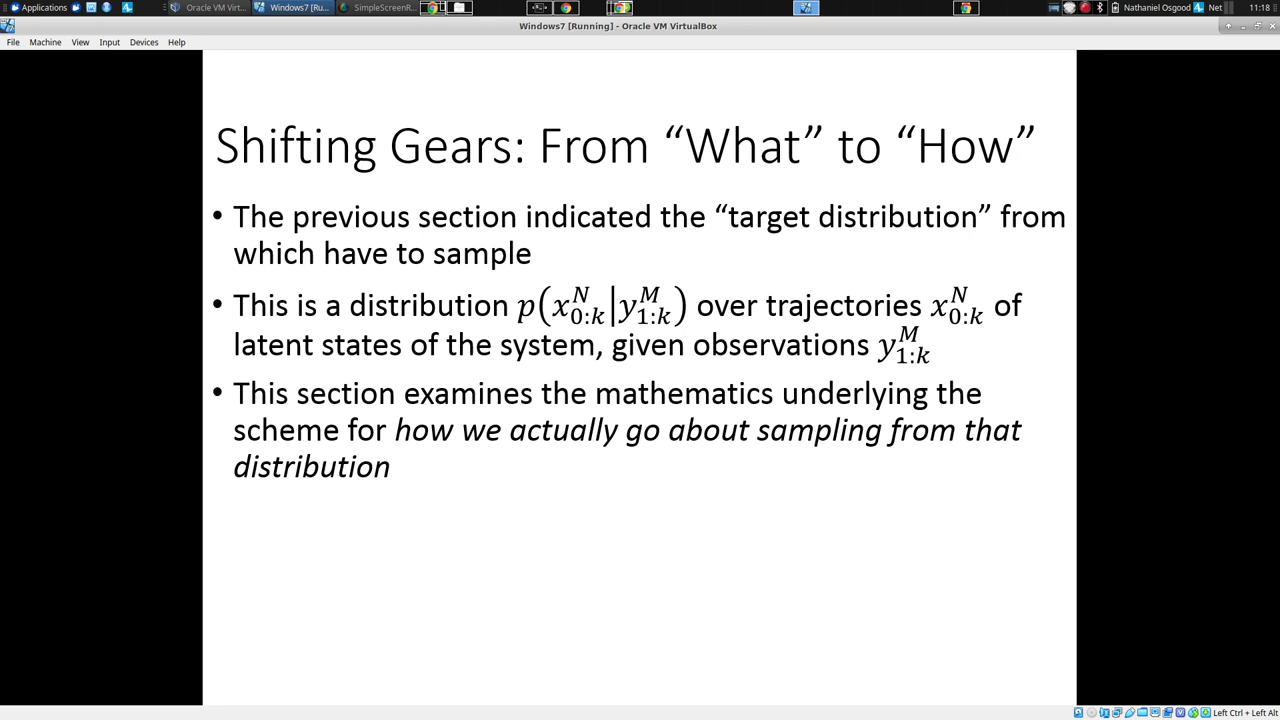 Applications
Oracle VM Virt...
Windows7 [Ru...
SimpleScreenR...
Nathaniel Osgood
Net
11:18
Windows7 [Running] - Oracle VM VirtualBox
File Machine View Input Devices Help
Shifting Gears: From “What” to “How”
• The previous section indicated the “target distribution” from
which have to sample
• This is a distribution p(x_{0:k}^{N}|y_{1:k}^{M}) over trajectories x_{0:k}^{N} of
latent states of the system, given observations y_{1:k}^{M}
• This section examines the mathematics underlying the
scheme for how we actually go about sampling from that
distribution
Left Ctrl + Left Alt